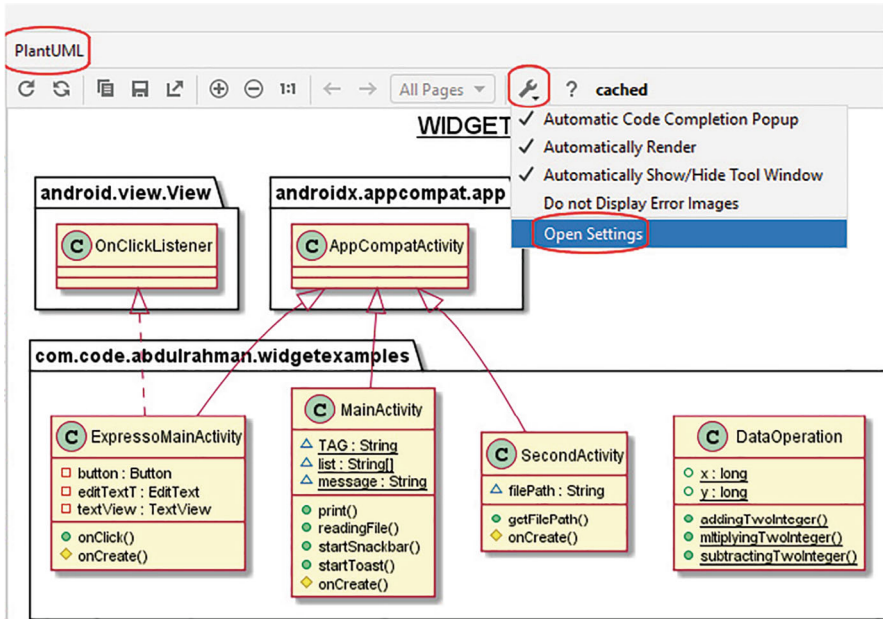 PlantUML
1:1 All Pages ? cached
WIDGET
Automatic Code Completion Popup
Automatically Render
Automatically Show/Hide Tool Window
Do not Display Error Images
Open Settings
android.view.View
androidx.appcompat.app
C OnClickListener
C AppCompatActivity
com.code.abdulrahman.widgetexamples
C ExpressoMainActivity
button : Button
editTextT : EditText
textView : TextView
onClick()
onCreate()
C MainActivity
TAG : String
list : String[]
message : String
print()
readingFile()
startSnackbar()
startToast()
onCreate()
C SecondActivity
filePath : String
getFilePath()
onCreate()
C DataOperation
x : long
y : long
addingTwoInteger()
mltiplyingTwoInteger()
subtractingTwoInteger()